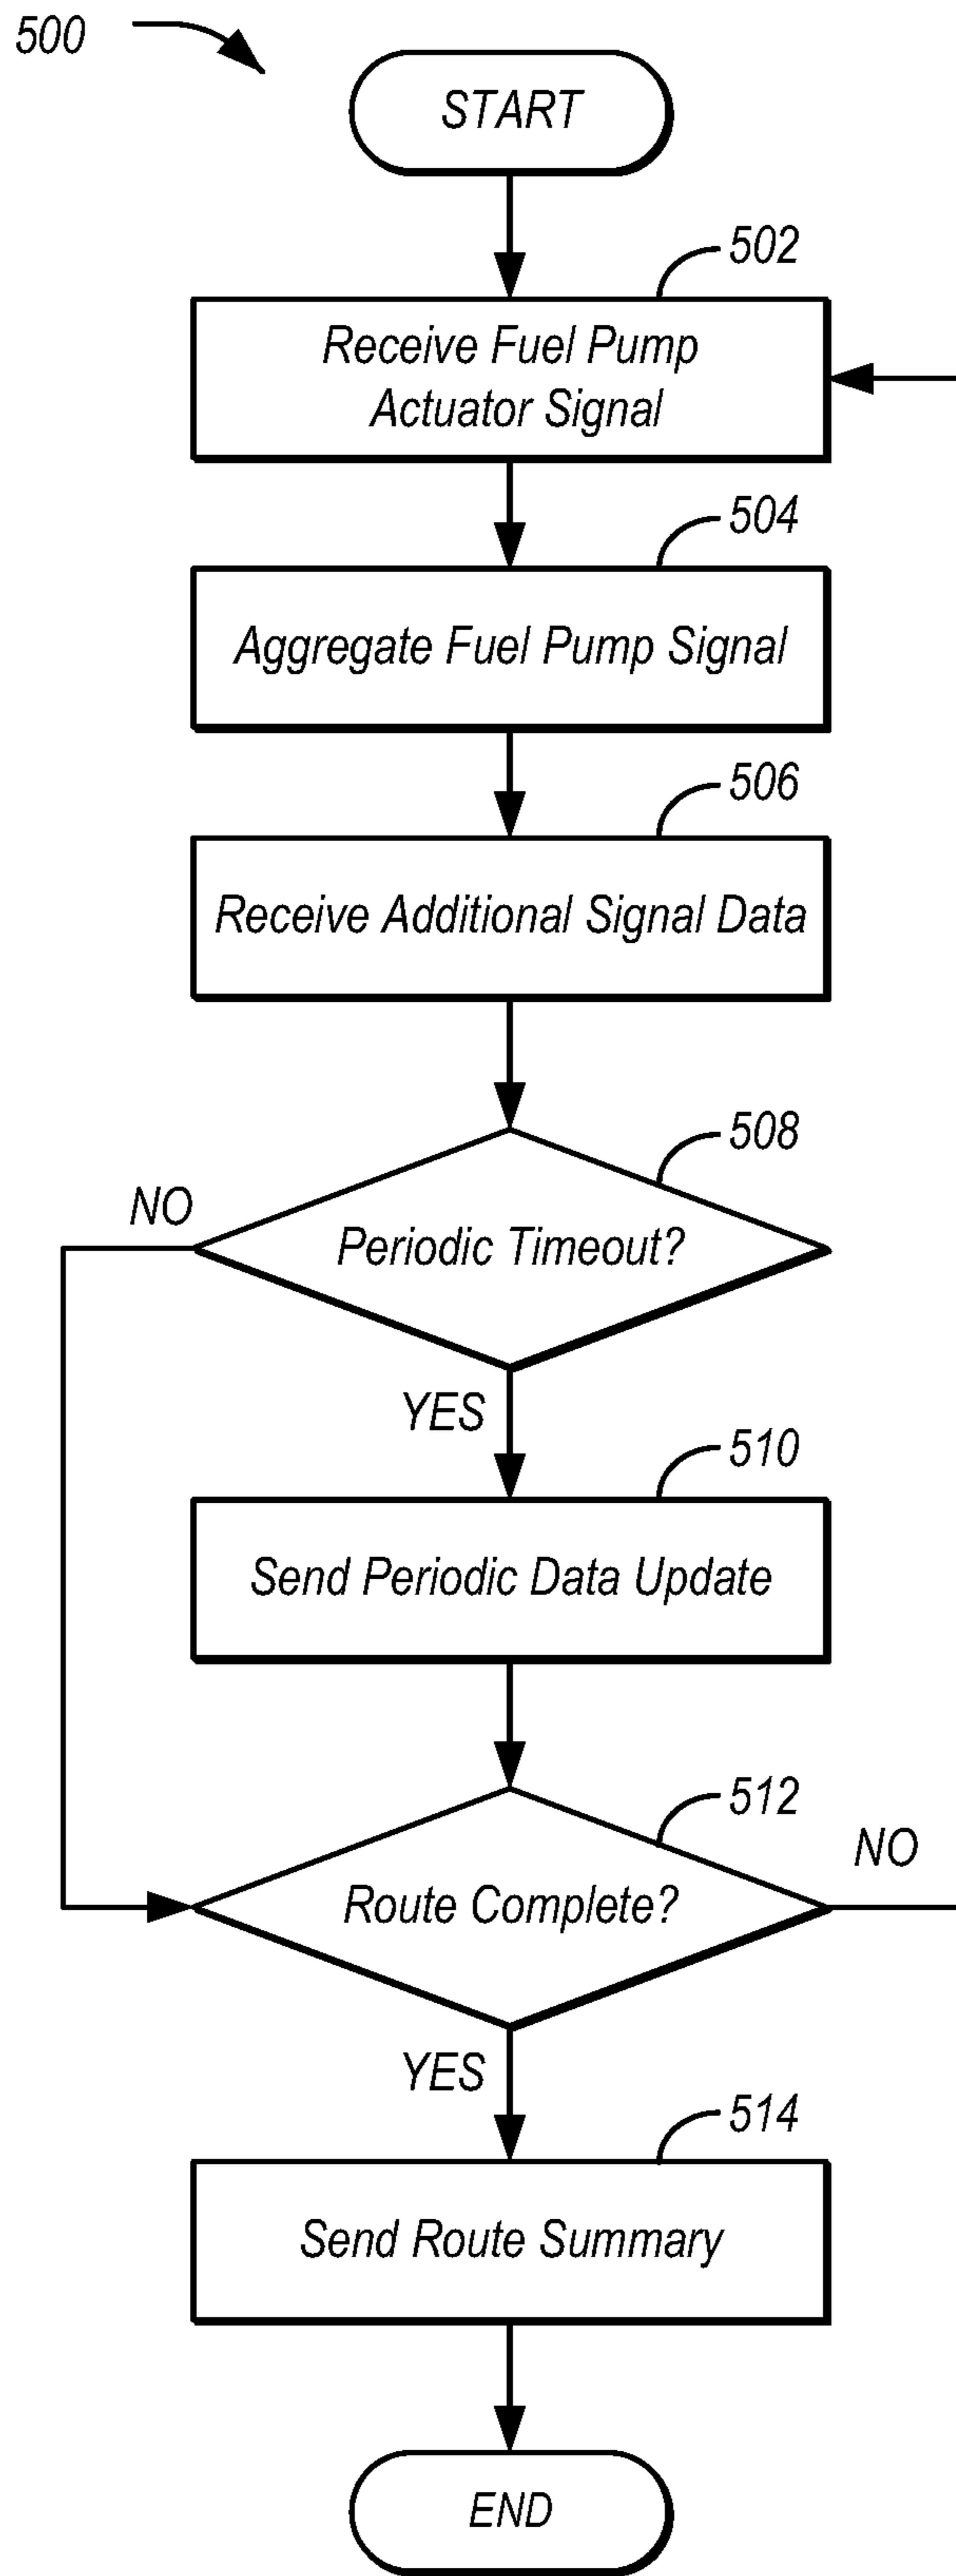 500
START
502
Receive Fuel Pump
Actuator Signal
504
Aggregate Fuel Pump Signal
506
Receive Additional Signal Data
508
NO
Periodic Timeout?
YES
510
Send Periodic Data Update
512
NO
Route Complete?
YES
514
Send Route Summary
END